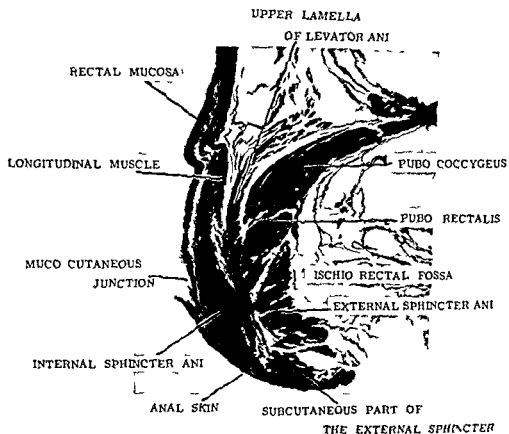 UPPER LAMELLA
OF LEVATOR ANI
RECTAL MUCOSA
LONGITUDINAL MUSCLE
PUBO COCCYGEUS
PUBO RECTALIS
MUCO CUTANEOUS
JUNCTION
ISCHIO RECTAL FOSSA
EXTERNAL SPHINCTER ANI
INTERNAL SPHINCTER ANI
ANAL SKIN
SUBCUTANEOUS PART OF
THE EXTERNAL SPHINCTER